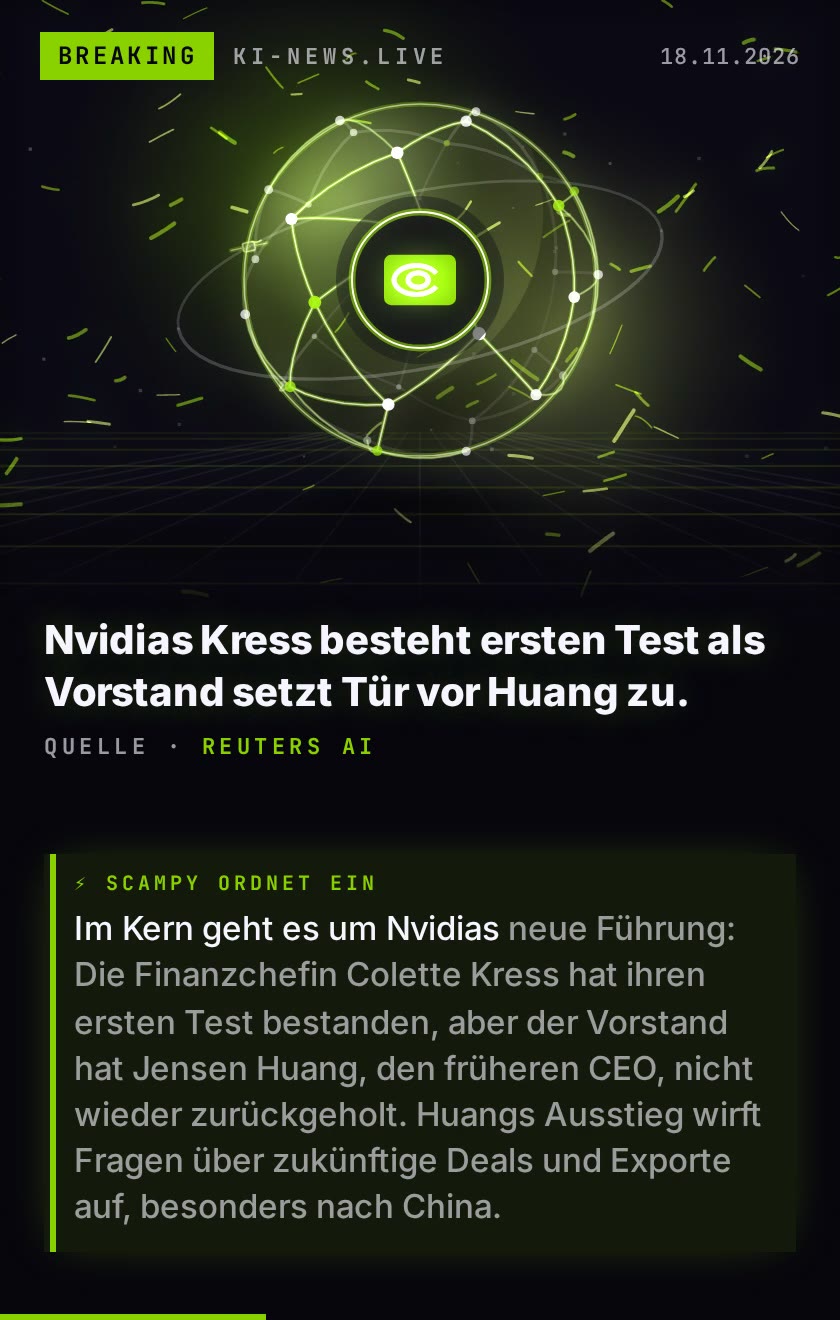 BREAKING KI-NEWS.LIVE 18.11.2026
Nvidias Kress besteht ersten Test als
Vorstand setzt Tür vor Huang zu.
QUELLE · REUTERS AI
⚡ SCAMPY ORDNET EIN
Im Kern geht es um Nvidias neue Führung:
Die Finanzchefin Colette Kress hat ihren
ersten Test bestanden, aber der Vorstand
hat Jensen Huang, den früheren CEO, nicht
wieder zurückgeholt. Huangs Ausstieg wirft
Fragen über zukünftige Deals und Exporte
auf, besonders nach China.